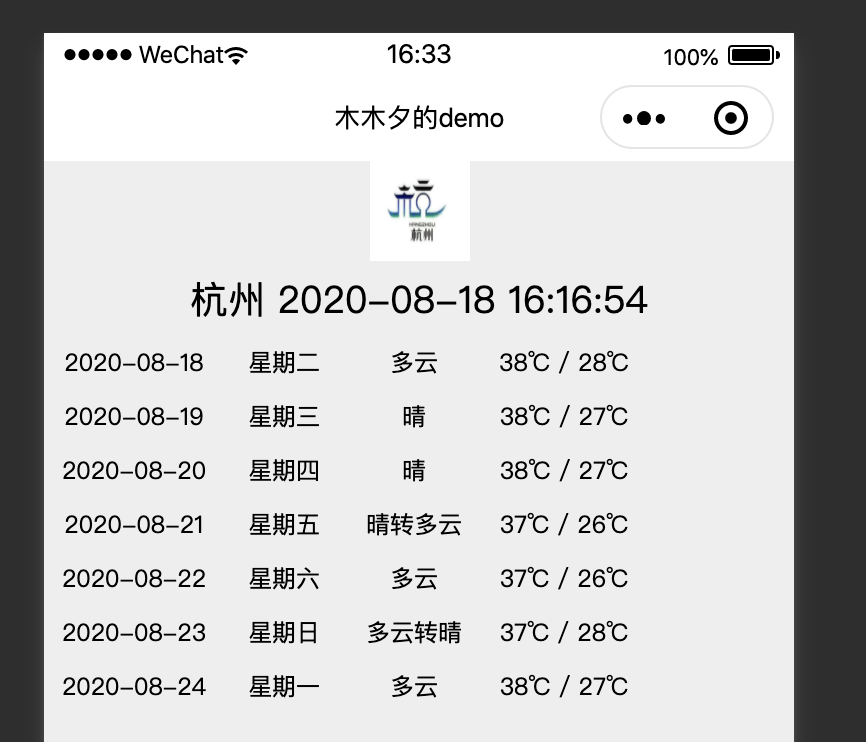 WeChat 16:33 100%
木木夕的demo
HANGZHOU
杭州
杭州 2020-08-18 16:16:54
2020-08-18 星期二 多云 38℃ / 28℃
2020-08-19 星期三 晴 38℃ / 27℃
2020-08-20 星期四 晴 38℃ / 27℃
2020-08-21 星期五 晴转多云 37℃ / 26℃
2020-08-22 星期六 多云 37℃ / 26℃
2020-08-23 星期日 多云转晴 37℃ / 28℃
2020-08-24 星期一 多云 38℃ / 27℃